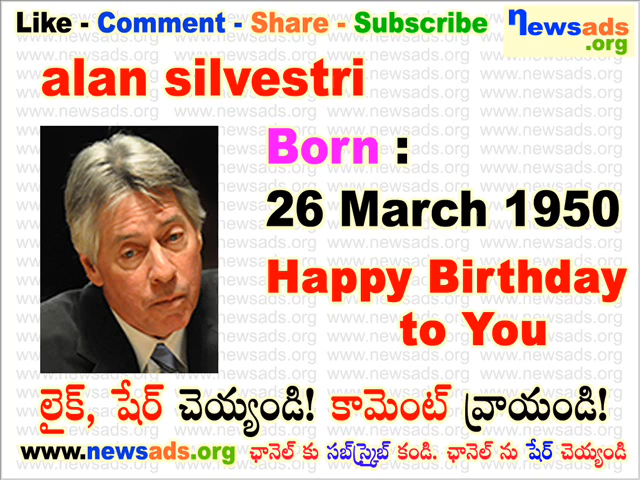 Like - Comment - Share - Subscribe
newsads
.org
alan silvestri
Born :
26 March 1950
Happy Birthday
to You
లైక్, షేర్ చెయ్యండి! కామెంట్ వ్రాయండి!
www.newsads.org ఛానెల్ కు సబ్‌స్క్రైబ్ కండి. ఛానెల్ ను షేర్ చెయ్యండి